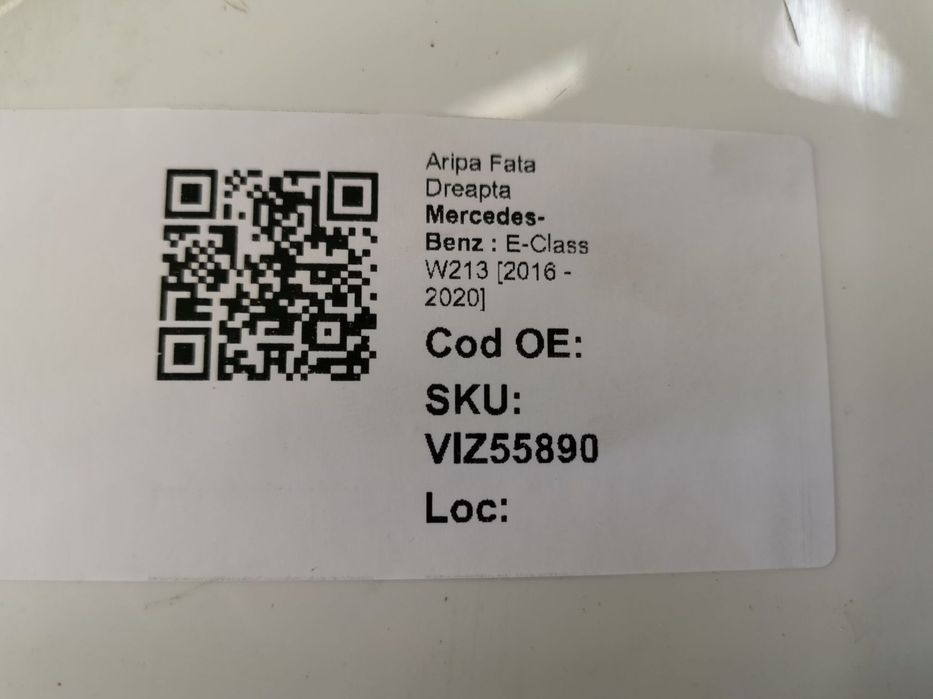 Aripa Fata
Dreapta
Mercedes-
Benz : E-Class
W213 [2016 -
2020]
Cod OE:
SKU:
VIZ55890
Loc: